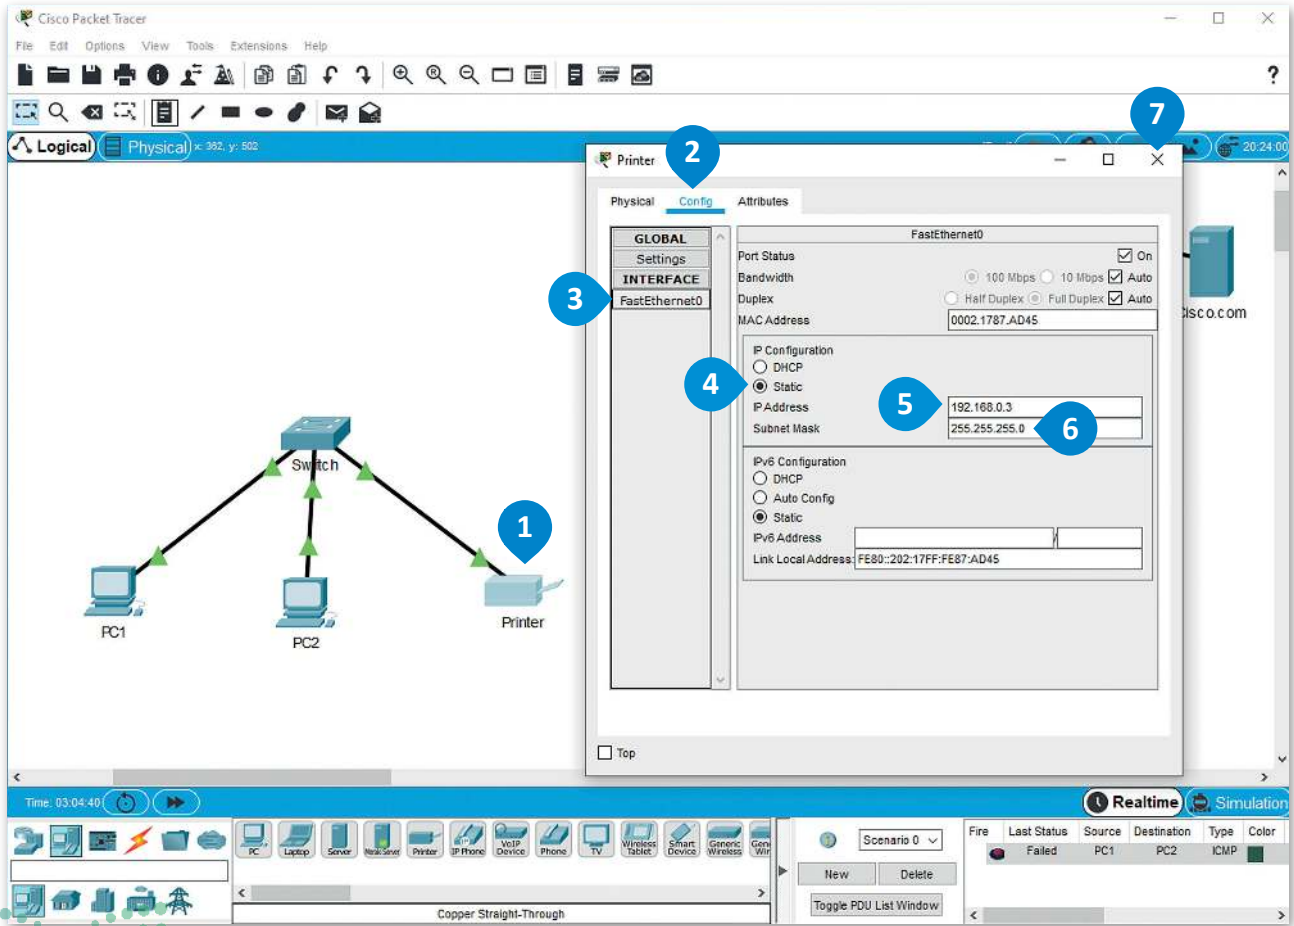 Cisco Packet Tracer
File Edit Options View Tools Extensions Help
?
Logical Physical x: 362, y: 502
20:24:00
7
2
Printer
Physical Config Attributes
GLOBAL
Settings
INTERFACE
3
FastEthernet0
FastEthernet0
Port Status On
Bandwidth 100 Mbps 10 Mbps Auto
Duplex Half Duplex Full Duplex Auto
MAC Address 0002.1787.AD45
IP Configuration
DHCP
4
Static
IP Address 5 192.168.0.3
Subnet Mask 255.255.255.0 6
IPv6 Configuration
DHCP
Auto Config
Static
IPv6 Address /
Link Local Address: FE80::202:17FF:FE87:AD45
Top
isco.com
Switch
1
PC1
PC2
Printer
Time: 03:04:40
Realtime Simulation
PC Laptop Server Printer IP Phone VoIP Device Phone TV Wireless Tablet Smart Device Generic Wireless Gen Wir
Copper Straight-Through
Scenario 0
New Delete
Toggle PDU List Window
Fire Last Status Source Destination Type Color
Failed PC1 PC2 ICMP